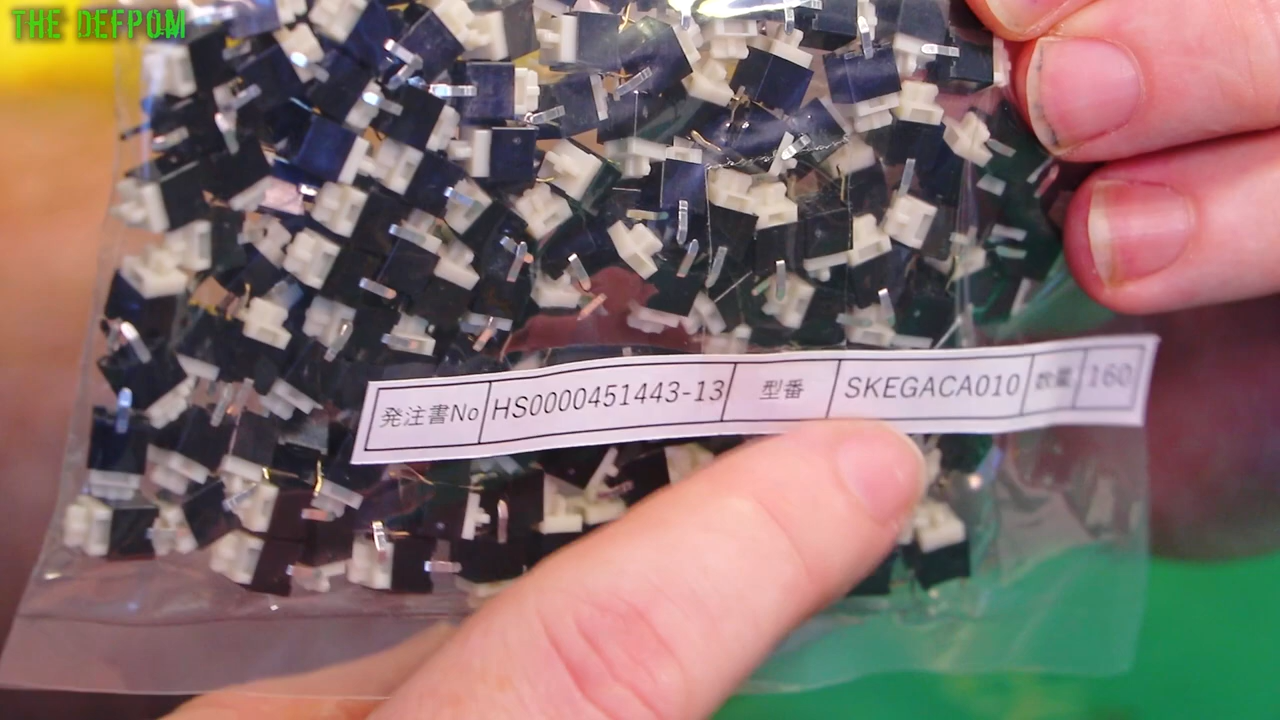 THE DEFPOM
発注書No HS0000451443-13 型番 SKEGACA010 数量 160